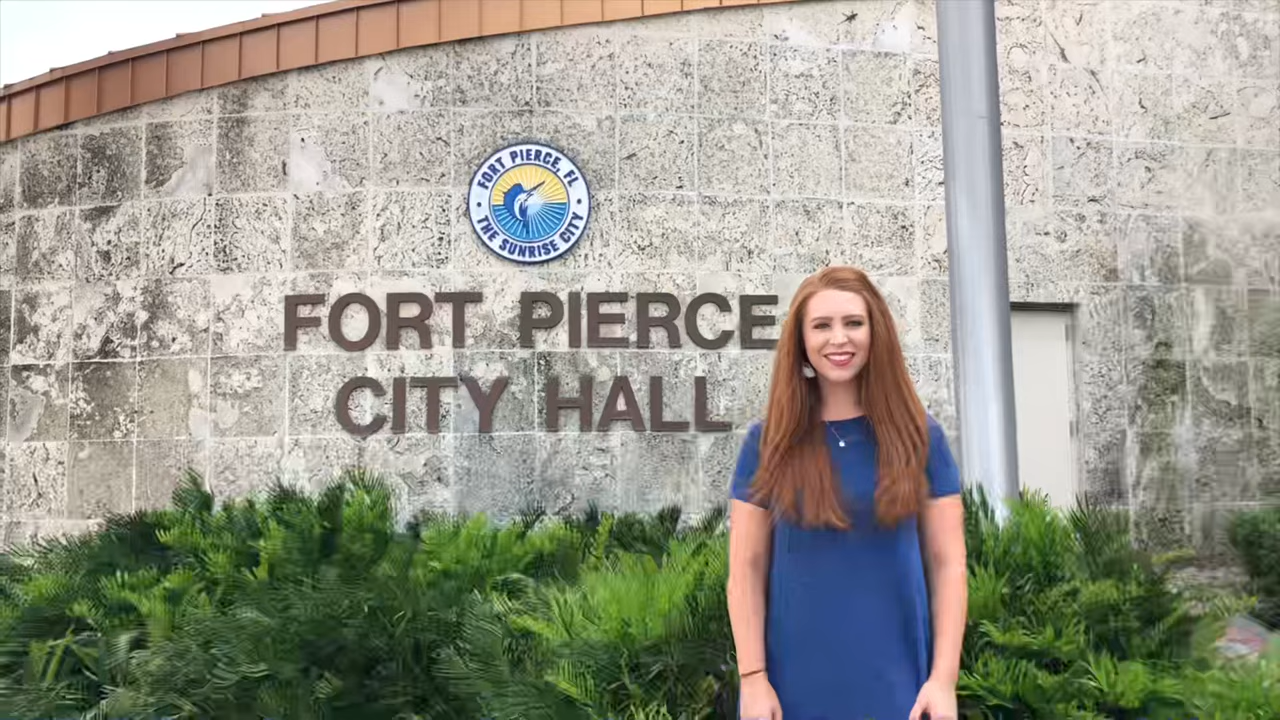 FORT PIERCE, FL
THE SUNRISE CITY
FORT PIERCE
CITY HALL